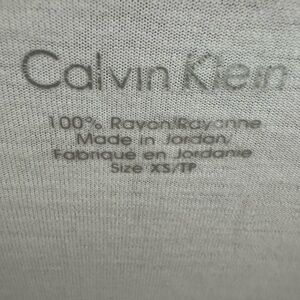 Calvin Klein
100% Rayon/Rayonne
Made in Jordan/
Fabriqué en Jordanie
Size XS/TP